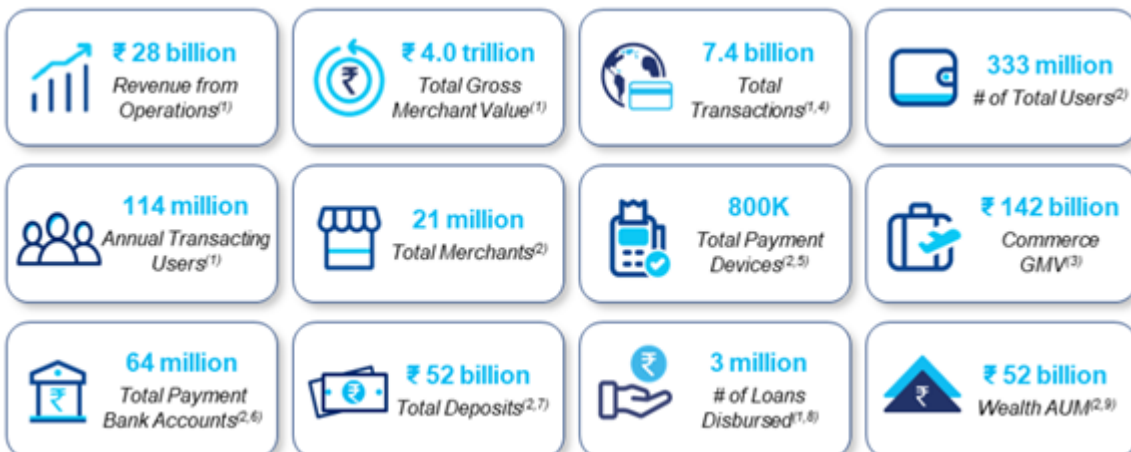 ₹ 28 billion
Revenue from
Operations(1)
₹ 4.0 trillion
Total Gross
Merchant Value(1)
7.4 billion
Total
Transactions(1,4)
333 million
# of Total Users(2)
114 million
Annual Transacting
Users(1)
21 million
Total Merchants(2)
800K
Total Payment
Devices(2,5)
₹ 142 billion
Commerce
GMV(3)
64 million
Total Payment
Bank Accounts(2,6)
₹ 52 billion
Total Deposits(2,7)
3 million
# of Loans
Disbursed(1,8)
₹ 52 billion
Wealth AUM(2,9)